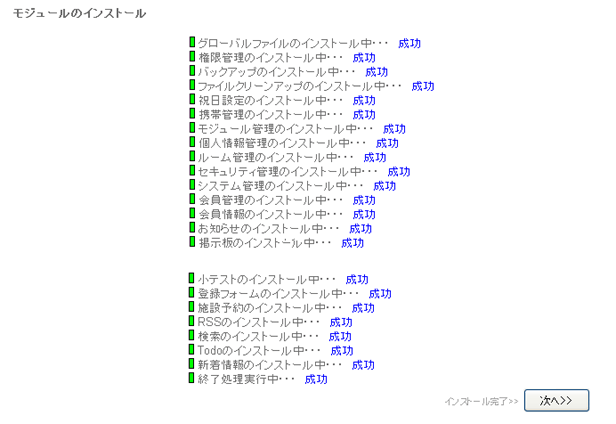 モジュールのインストール
グローバルファイルのインストール中・・・ 成功
権限管理のインストール中・・・ 成功
バックアップのインストール中・・・ 成功
ファイルクリーンアップのインストール中・・・ 成功
祝日設定のインストール中・・・ 成功
携帯管理のインストール中・・・ 成功
モジュール管理のインストール中・・・ 成功
個人情報管理のインストール中・・・ 成功
ルーム管理のインストール中・・・ 成功
セキュリティ管理のインストール中・・・ 成功
システム管理のインストール中・・・ 成功
会員管理のインストール中・・・ 成功
会員情報のインストール中・・・ 成功
お知らせのインストール中・・・ 成功
掲示板のインストール中・・・ 成功
小テストのインストール中・・・ 成功
登録フォームのインストール中・・・ 成功
施設予約のインストール中・・・ 成功
RSSのインストール中・・・ 成功
検索のインストール中・・・ 成功
Todoのインストール中・・・ 成功
新着情報のインストール中・・・ 成功
終了処理実行中・・・ 成功
インストール完了>> 次へ>>